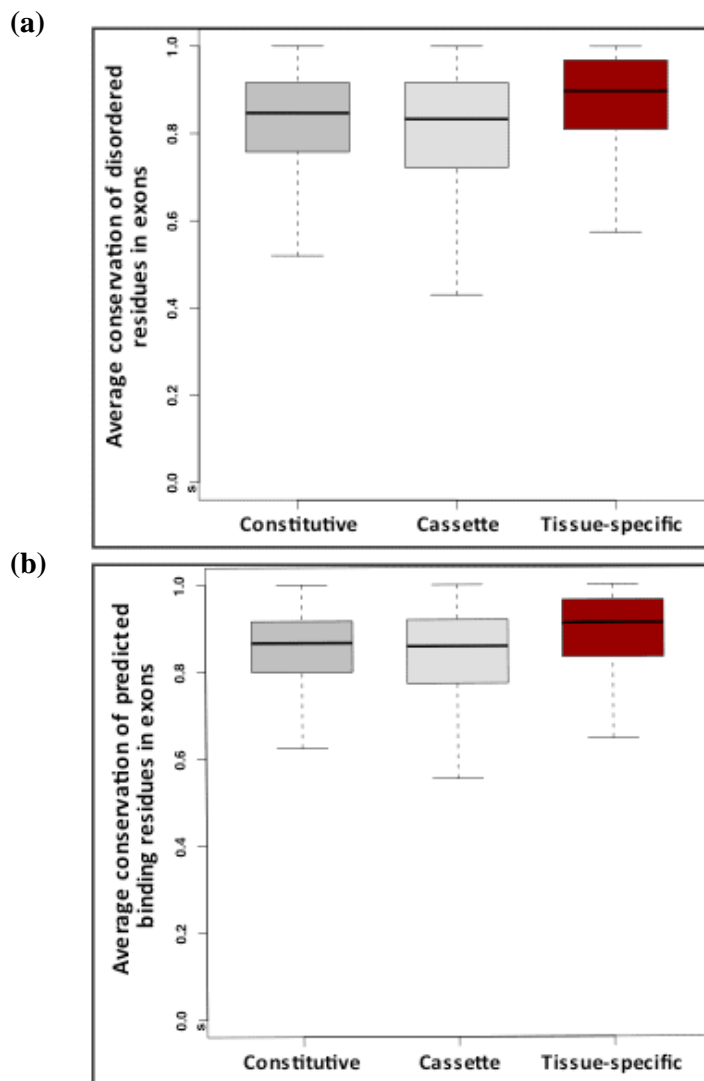 (a)
Average conservation of disordered
residues in exons
1.0
0.8
0.6
0.4
0.2
0.0
s
Constitutive
Cassette
Tissue-specific
(b)
Average conservation of predicted
binding residues in exons
1.0
0.8
0.6
0.4
0.2
0.0
s
Constitutive
Cassette
Tissue-specific